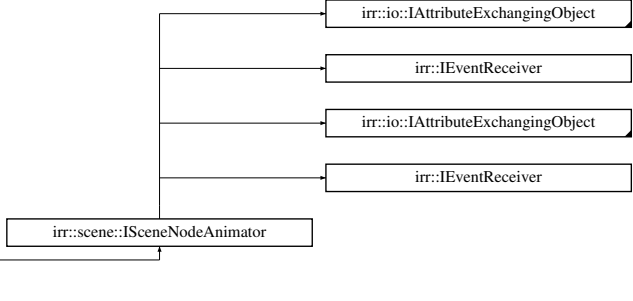 irr::io::IAttributeExchangingObject
irr::IEventReceiver
irr::io::IAttributeExchangingObject
irr::IEventReceiver
irr::scene::ISceneNodeAnimator